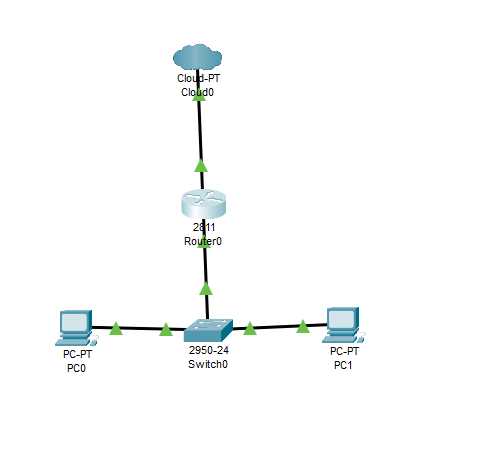 Cloud-PT
Cloud0
2811
Router0
2950-24
Switch0
PC-PT
PC0
PC-PT
PC1